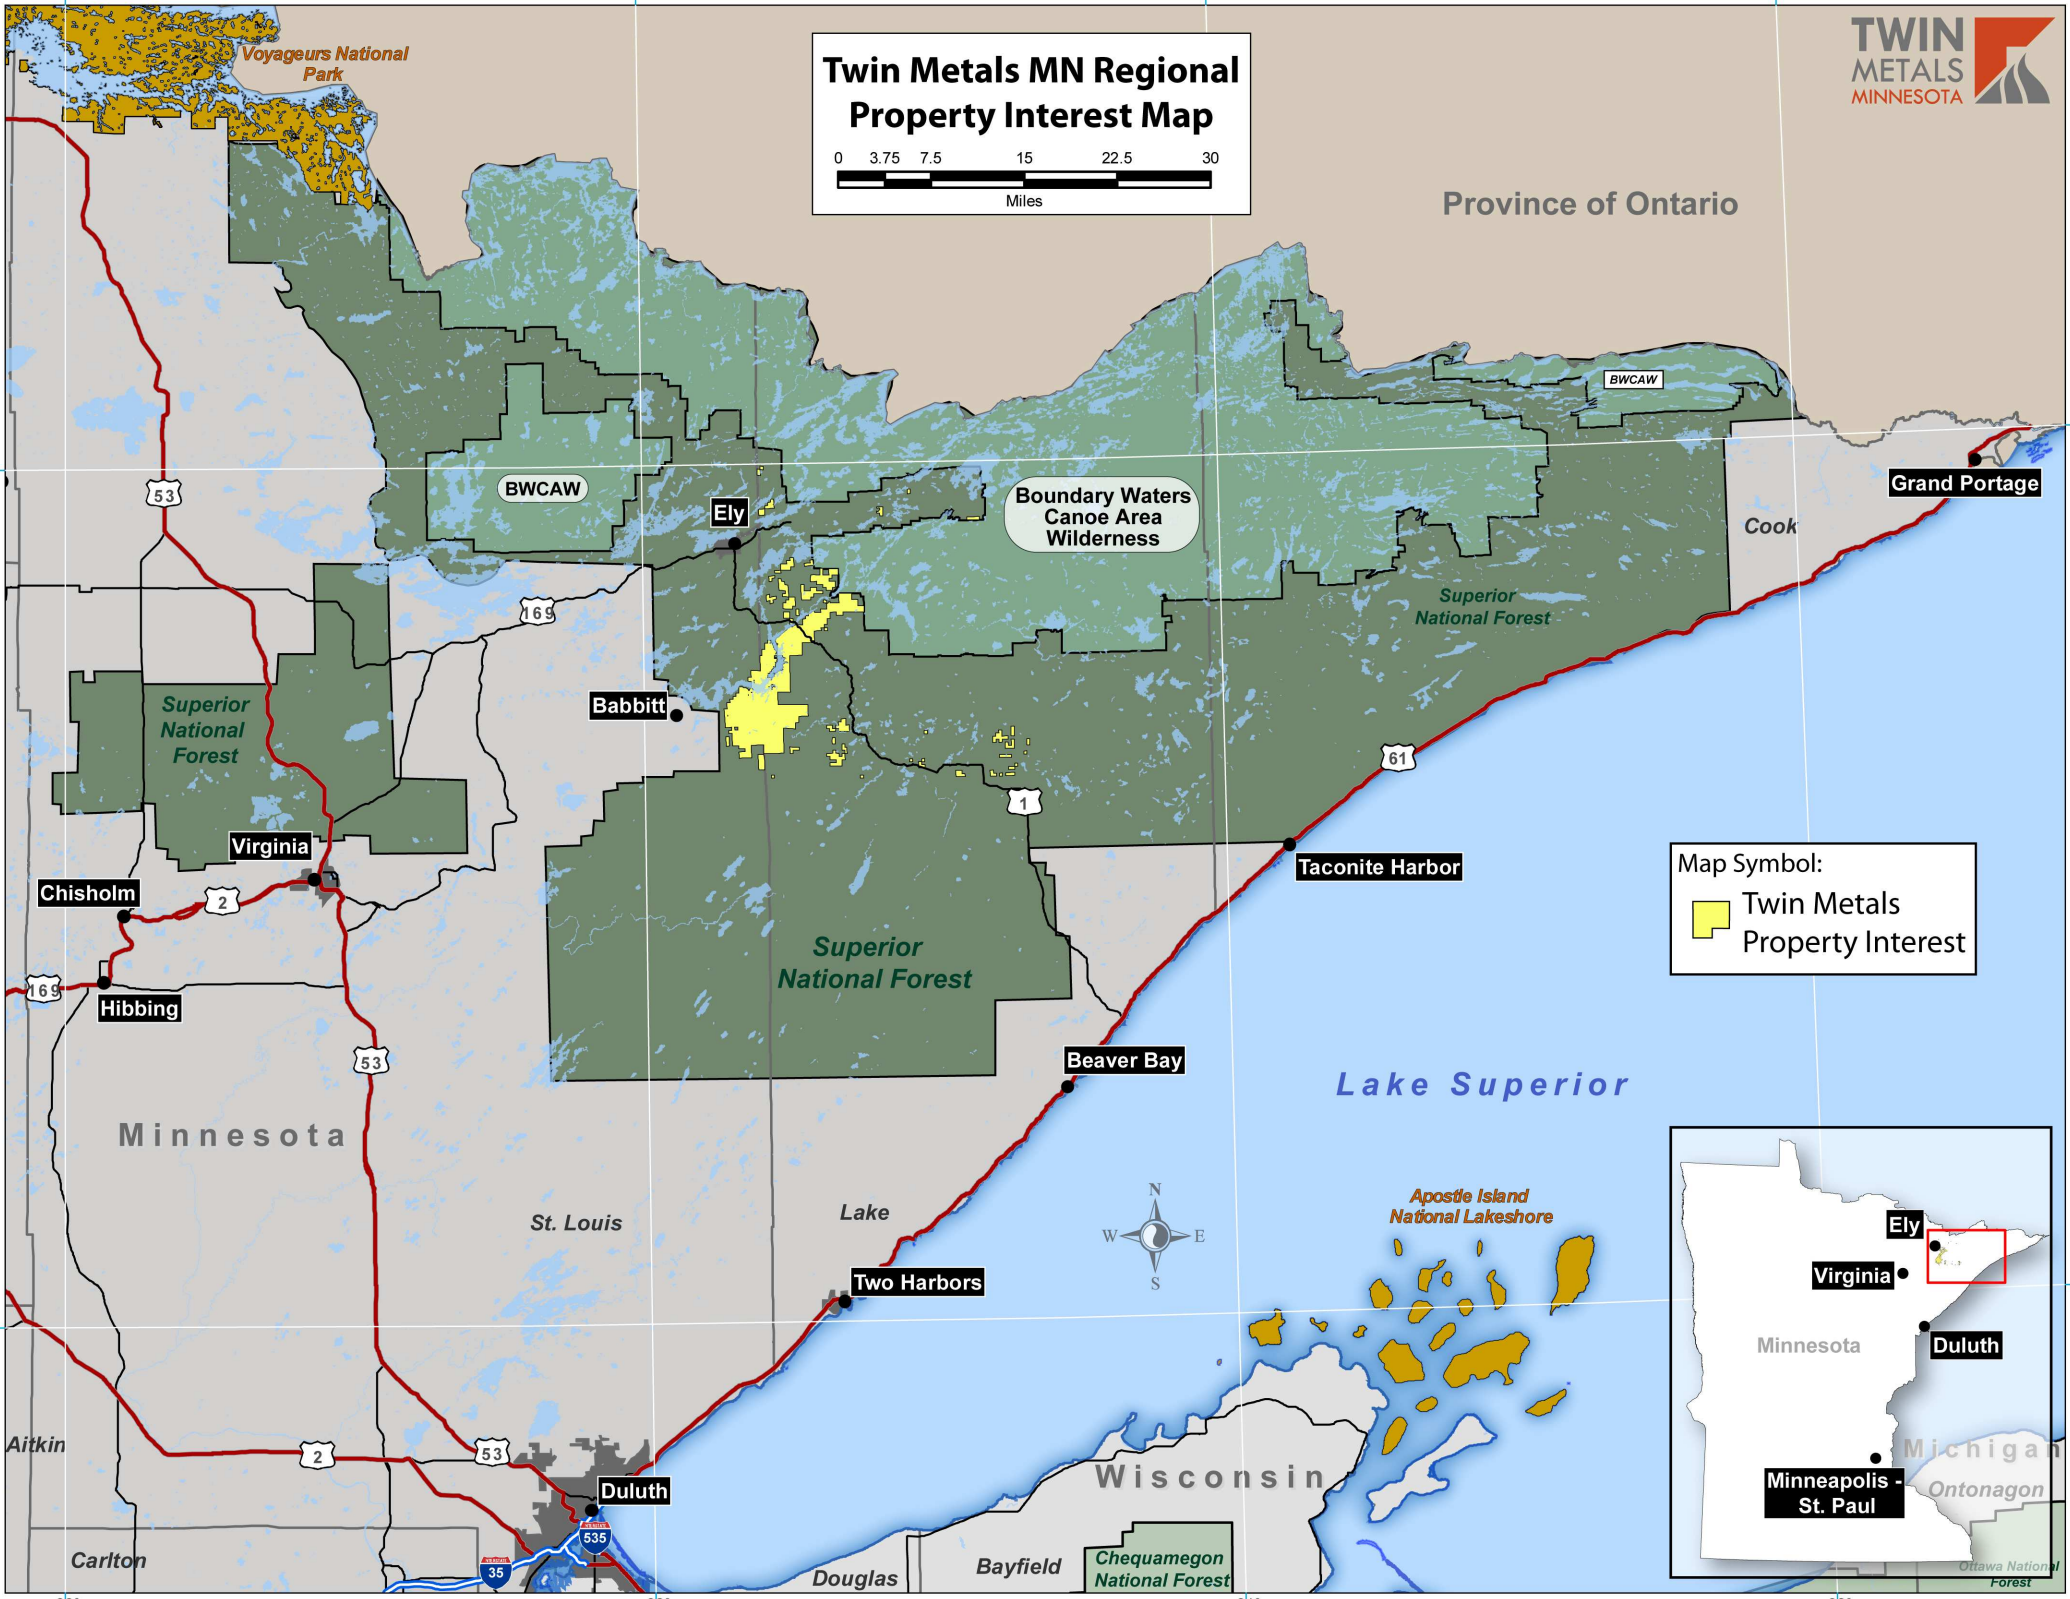 Voyageurs National
Park
Twin Metals MN Regional
Property Interest Map
0 3.75 7.5 15 22.5 30
Miles
TWIN
METALS
MINNESOTA
Province of Ontario
BWCAW
53
BWCAW
Ely
Boundary Waters
Canoe Area
Wilderness
Grand Portage
Cook
169
Superior
National Forest
Babbitt
Superior
National
Forest
61
1
Virginia
Taconite Harbor
Chisholm
2
Map Symbol:
Twin Metals
Property Interest
Superior
National Forest
169
Hibbing
53
Beaver Bay
Lake Superior
Minnesota
Apostle Island
National Lakeshore
N
W E
S
St. Louis
Lake
Two Harbors
Ely
Virginia
Minnesota
Duluth
Aitkin
2
53
Duluth
Wisconsin
Michigan
Minneapolis -
St. Paul
Ontonagon
535
35
Carlton
Douglas
Bayfield
Chequamegon
National Forest
Ottawa National
Forest